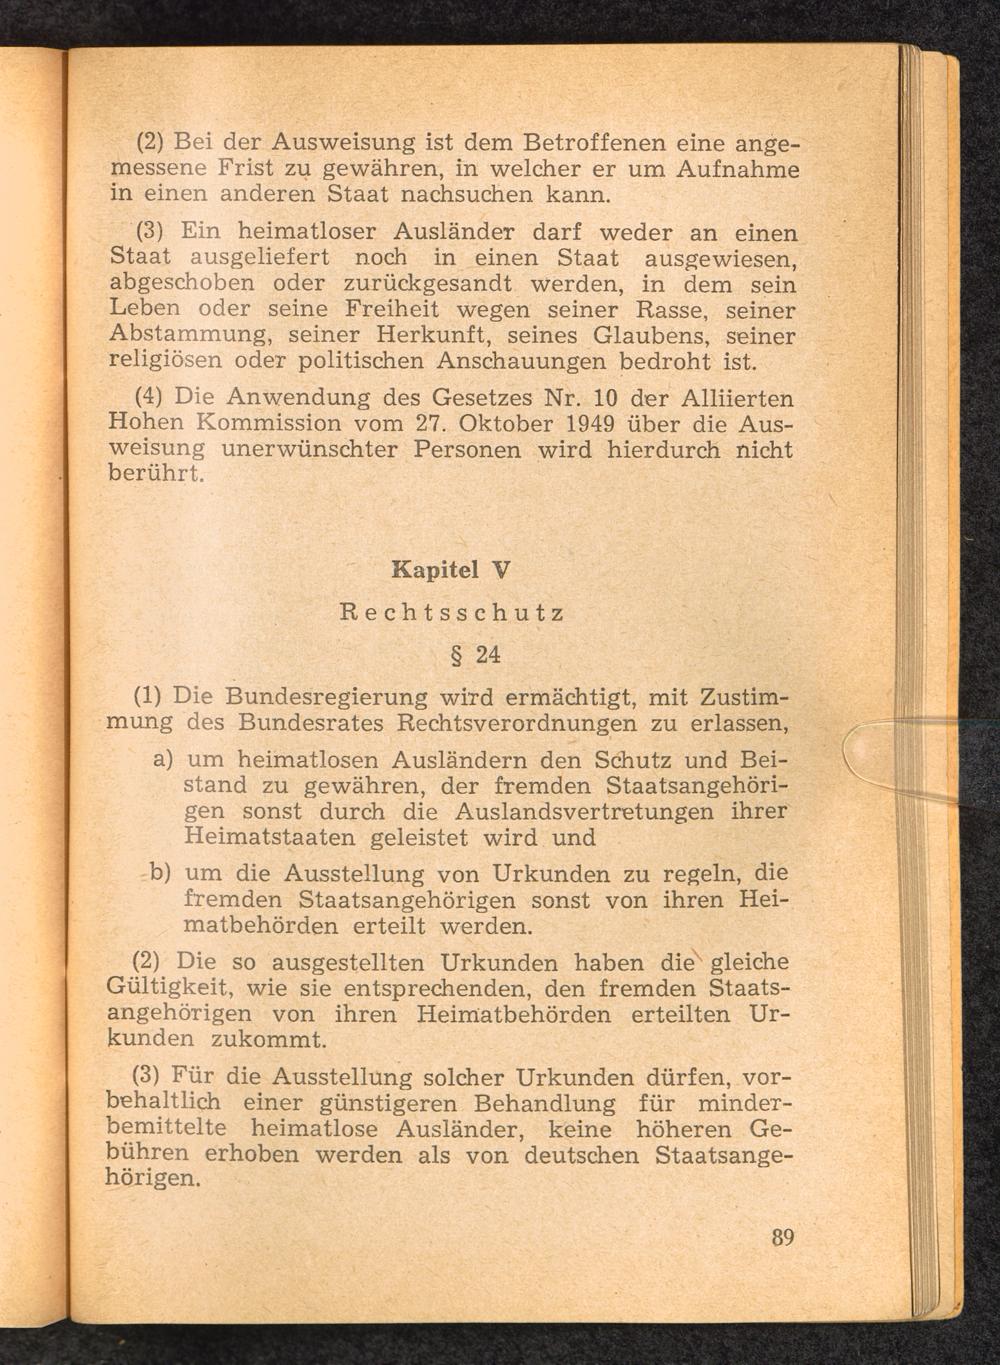 (2) Bei der Ausweisung ist dem Betroffenen eine ange-
messene Frist zu gewähren, in welcher er um Aufnahme
in einen anderen Staat nachsuchen kann.
(3) Ein heimatloser Ausländer darf weder an einen
Staat ausgeliefert noch in einen Staat ausgewiesen,
abgeschoben oder zurückgesandt werden, in dem sein
Leben oder seine Freiheit wegen seiner Rasse, seiner
Abstammung, seiner Herkunft, seines Glaubens, seiner
religiösen oder politischen Anschauungen bedroht ist.
(4) Die Anwendung des Gesetzes Nr. 10 der Alliierten
Hohen Kommission vom 27. Oktober 1949 über die Aus-
weisung unerwünschter Personen wird hierdurch nicht
berührt.
Kapitel V
Rechtsschutz
§ 24
(1) Die Bundesregierung wird ermächtigt, mit Zustim-
mung des Bundesrates Rechtsverordnungen zu erlassen,
a) um heimatlosen Ausländern den Schutz und Bei-
stand zu gewähren, der fremden Staatsangehöri-
gen sonst durch die Auslandsvertretungen ihrer
Heimatstaaten geleistet wird und
b) um die Ausstellung von Urkunden zu regeln, die
fremden Staatsangehörigen sonst von ihren Hei-
matbehörden erteilt werden.
(2) Die so ausgestellten Urkunden haben die gleiche
Gültigkeit, wie sie entsprechenden, den fremden Staats-
angehörigen von ihren Heimatbehörden erteilten Ur-
kunden zukommt.
(3) Für die Ausstellung solcher Urkunden dürfen, vor-
behaltlich einer günstigeren Behandlung für minder-
bemittelte heimatlose Ausländer, keine höheren Ge-
bühren erhoben werden als von deutschen Staatsange-
hörigen.
89